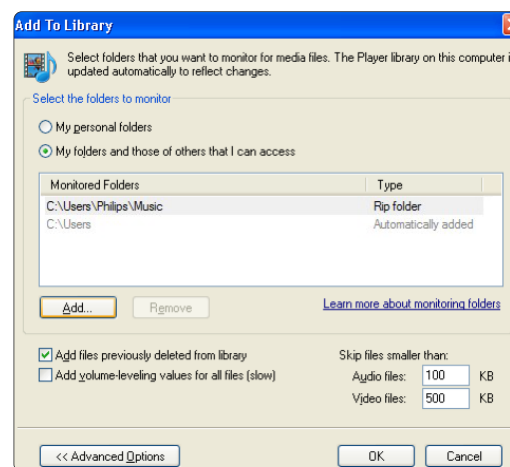 Add To Library
Select folders that you want to monitor for media files. The Player library on this computer i
updated automatically to reflect changes.
Select the folders to monitor
My personal folders
My folders and those of others that I can access
Monitored Folders Type
C:\Users\Philips\Music Rip folder
C:\Users Automatically added
Add... Remove Learn more about monitoring folders
Add files previously deleted from library Skip files smaller than:
Add volume-leveling values for all files (slow) Audio files: 100 KB
Video files: 500 KB
<< Advanced Options OK Cancel